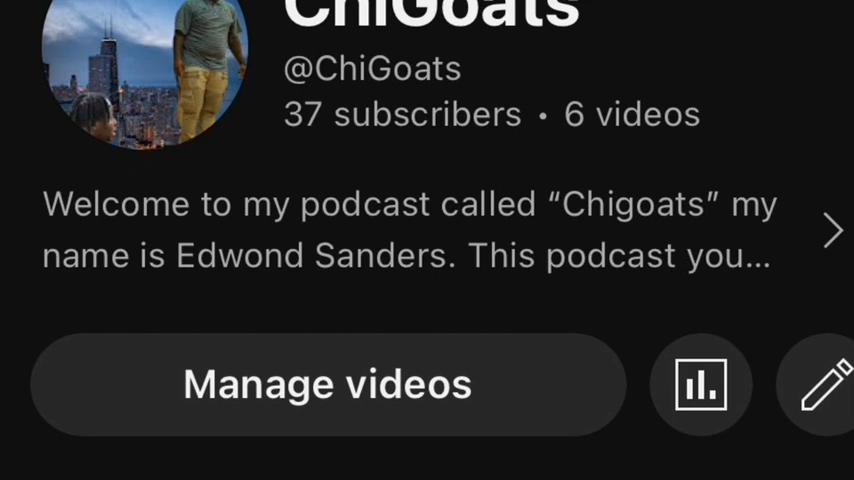 ChiGoats
@ChiGoats
37 subscribers • 6 videos
Welcome to my podcast called “Chigoats” my
name is Edwond Sanders. This podcast you...
Manage videos